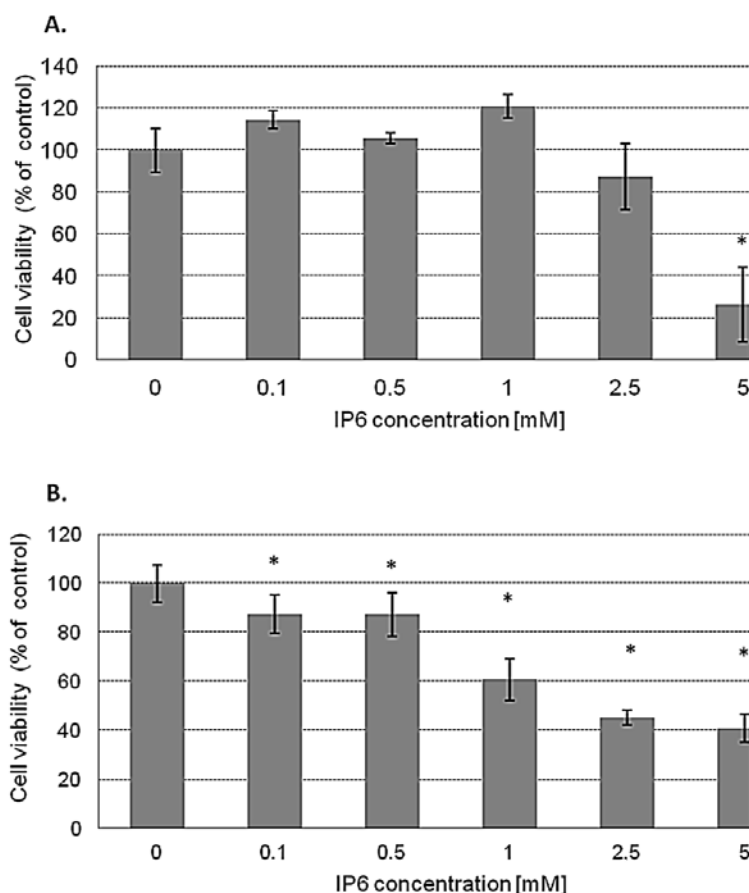 A.
Cell viability (% of control)
140
120
100
80
60
40
20
0
*
0 0.1 0.5 1 2.5 5
IP6 concentration [mM]
B.
Cell viability (% of control)
120
100
80
60
40
20
0
* * * * *
0 0.1 0.5 1 2.5 5
IP6 concentration [mM]